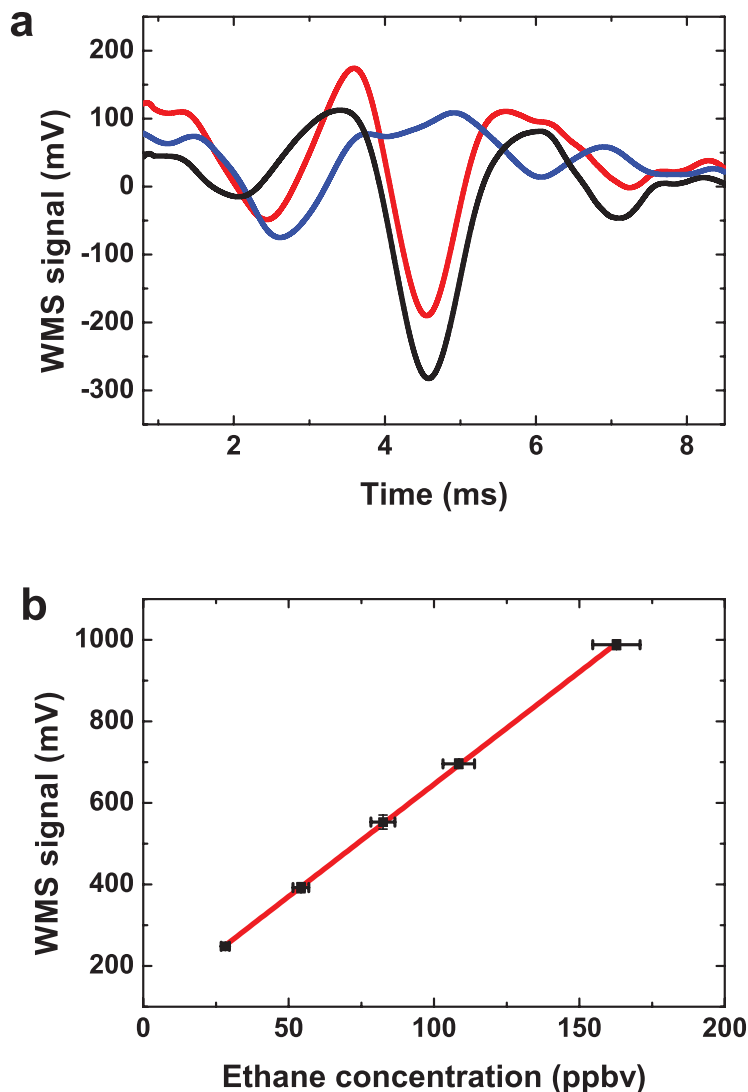 a
200
100
0
-100
-200
-300
WMS signal (mV)
2 4 6 8
Time (ms)
b
1000
800
600
400
200
WMS signal (mV)
0 50 100 150 200
Ethane concentration (ppbv)